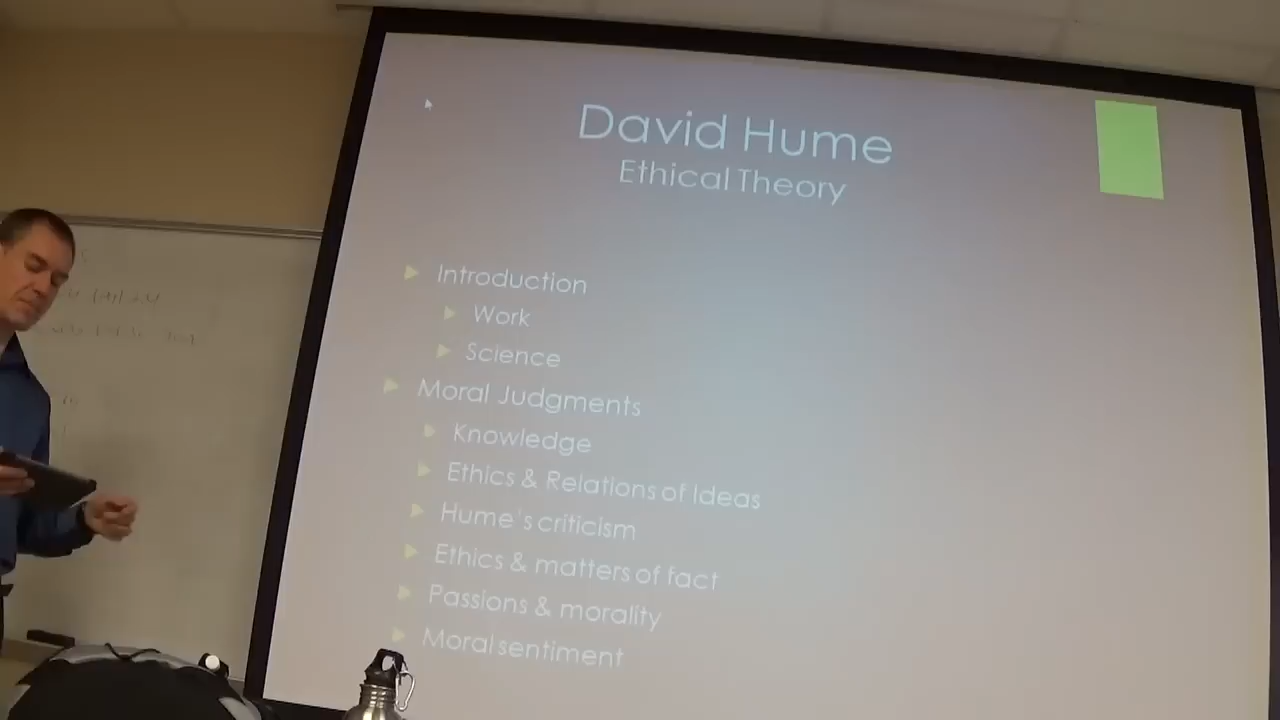 David Hume
Ethical Theory
Introduction
Work
Science
Moral Judgments
Knowledge
Ethics & Relations of Ideas
Hume's criticism
Ethics & matters of fact
Passions & morality
Moral sentiment